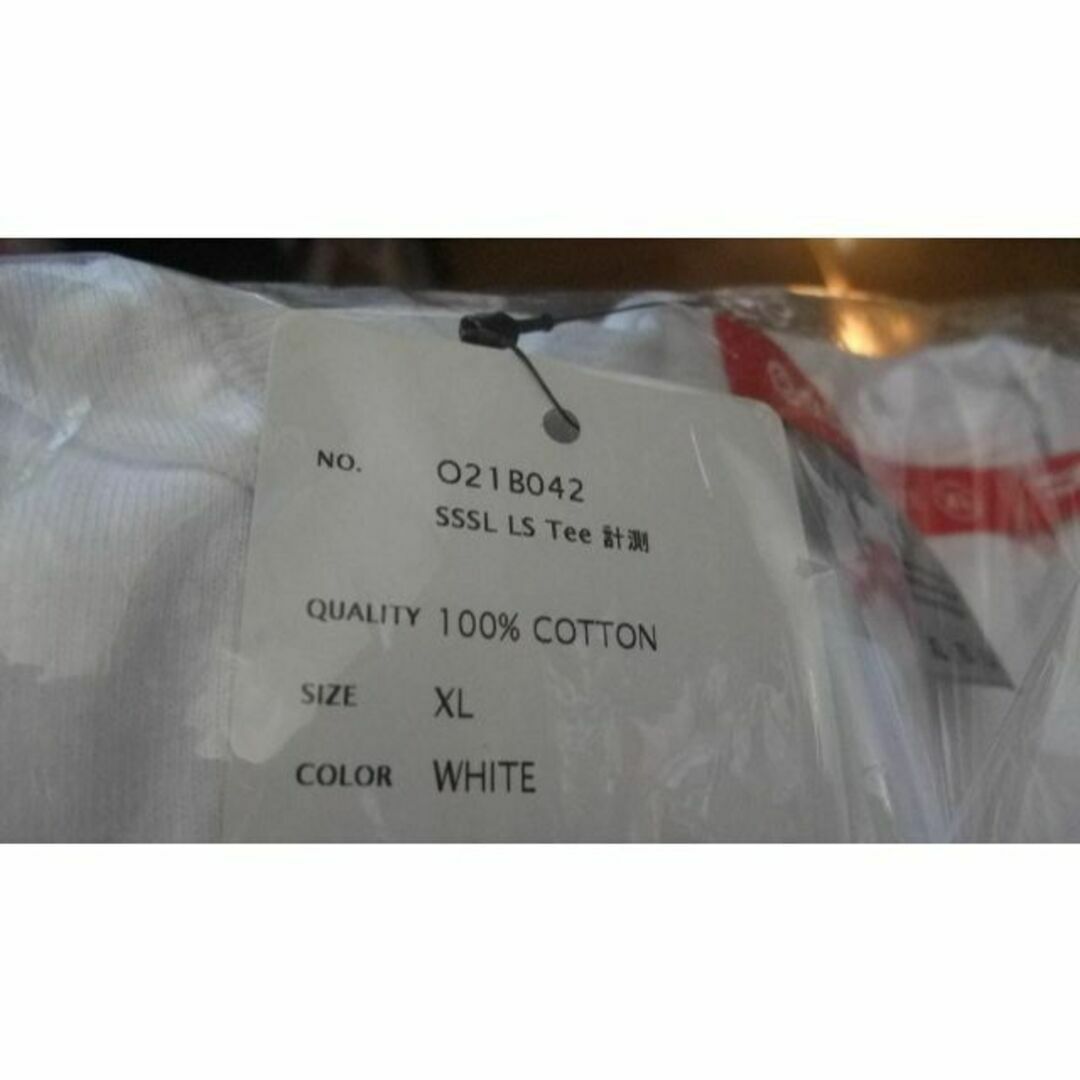 NO. O21B042
SSSL LS Tee 計測
QUALITY 100% COTTON
SIZE XL
COLOR WHITE